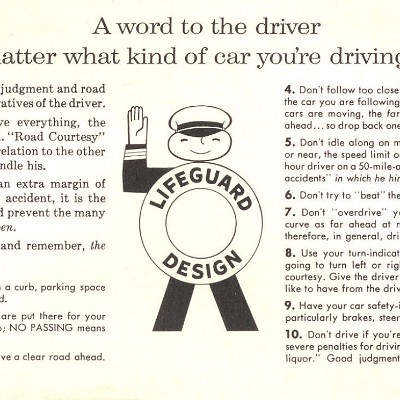 A word to the driver
matter what kind of car you're driving
judgment and road
ratives of the driver.
ve everything, the
. "Road Courtesy"
relation to the other
ndle his.
an extra margin of
accident, it is the
d prevent the many
pen.
and remember, the
a curb, parking space
d.
are put there for your
; NO PASSING means
ve a clear road ahead.
LIFEGUARD
DESIGN
4. Don't follow too close
the car you are following
cars are moving, the far
ahead... so drop back one
5. Don't idle along on m
or near, the speed limit o
hour driver on a 50-mile-a
accidents" in which he him
6. Don't try to "beat" the
7. Don't "overdrive" y
curve as far ahead at n
therefore, in general, dri
8. Use your turn-indicat
going to turn left or righ
courtesy. Give the driver
like to have from the driv
9. Have your car safety-i
particularly brakes, steer
10. Don't drive if you're
severe penalties for drivin
liquor." Good judgment